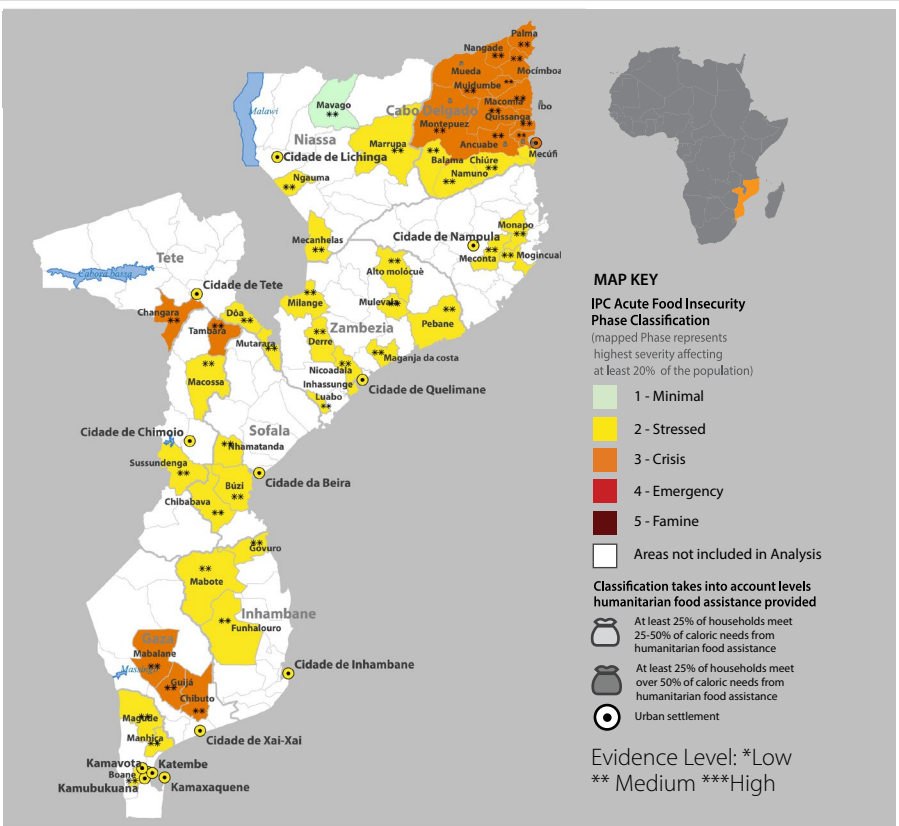 Palma
**
Nangade
**
**
Mueda
Mocímboa
Muidumbe
**
**
Malawi
Mavago
**
Cabo Delgado
Macomia
**
**
Ibo
Quissanga
**
Montepuez
**
Niassa
Marrupa
**
Ancuabe
**
**
Mecúfi
Cidade de Lichinga
Balama
**
Chiúre
**
Namuno
**
Ngauma
**
Mecanhelas
**
Cidade de Nampula
Monapo
**
Meconta
**
Mogincual
**
Tete
Cabora bassa
Alto molócuè
**
Cidade de Tete
Changara
**
Dôa
**
Milange
**
Mulevala
**
Tambara
**
Mutarara
**
Zambezia
Derre
**
Pebane
**
Maganja da costa
**
Macossa
**
Nicoadala
**
Inhassunge
Luabo
**
Cidade de Quelimane
Cidade de Chimoio
Sofala
Nhamatanda
**
Sussundenga
**
Cidade da Beira
Búzi
**
Chibabava
**
Govuro
**
Mabote
**
Inhambane
Funhalouro
**
Gaza
Mabalane
**
Cidade de Inhambane
Guijá
**
Chibuto
**
Magude
**
Manhiça
**
Cidade de Xai-Xai
Kamavota
Katembe
Boane
**
Kamubukuana
Kamaxaquene
MAP KEY
IPC Acute Food Insecurity
Phase Classification
(mapped Phase represents
highest severity affecting
at least 20% of the population)
1 - Minimal
2 - Stressed
3 - Crisis
4 - Emergency
5 - Famine
Areas not included in Analysis
Classification takes into account levels
humanitarian food assistance provided
At least 25% of households meet
25-50% of caloric needs from
humanitarian food assistance
At least 25% of households meet
over 50% of caloric needs from
humanitarian food assistance
Urban settlement
Evidence Level: *Low
** Medium ***High